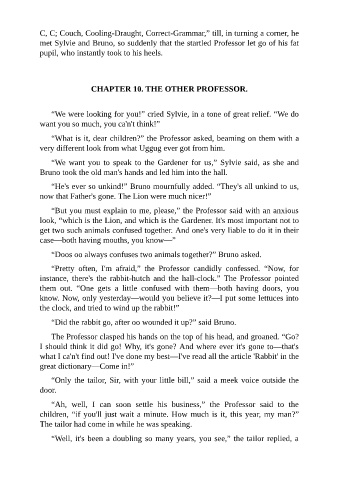 C, C; Couch, Cooling-Draught, Correct-Grammar,” till, in turning a corner, he
met Sylvie and Bruno, so suddenly that the startled Professor let go of his fat
pupil, who instantly took to his heels.
CHAPTER 10. THE OTHER PROFESSOR.
“We were looking for you!” cried Sylvie, in a tone of great relief. “We do
want you so much, you ca'n't think!”
“What is it, dear children?” the Professor asked, beaming on them with a
very different look from what Uggug ever got from him.
“We want you to speak to the Gardener for us,” Sylvie said, as she and
Bruno took the old man's hands and led him into the hall.
“He's ever so unkind!” Bruno mournfully added. “They's all unkind to us,
now that Father's gone. The Lion were much nicer!”
“But you must explain to me, please,” the Professor said with an anxious
look, “which is the Lion, and which is the Gardener. It's most important not to
get two such animals confused together. And one's very liable to do it in their
case—both having mouths, you know—”
“Doos oo always confuses two animals together?” Bruno asked.
“Pretty often, I'm afraid,” the Professor candidly confessed. “Now, for
instance, there's the rabbit-hutch and the hall-clock.” The Professor pointed
them out. “One gets a little confused with them—both having doors, you
know. Now, only yesterday—would you believe it?—I put some lettuces into
the clock, and tried to wind up the rabbit!”
“Did the rabbit go, after oo wounded it up?” said Bruno.
The Professor clasped his hands on the top of his head, and groaned. “Go?
I should think it did go! Why, it's gone? And where ever it's gone to—that's
what I ca'n't find out! I've done my best—I've read all the article 'Rabbit' in the
great dictionary—Come in!”
“Only the tailor, Sir, with your little bill,” said a meek voice outside the
door.
“Ah, well, I can soon settle his business,” the Professor said to the
children, “if you'll just wait a minute. How much is it, this year, my man?”
The tailor had come in while he was speaking.
“Well, it's been a doubling so many years, you see,” the tailor replied, a